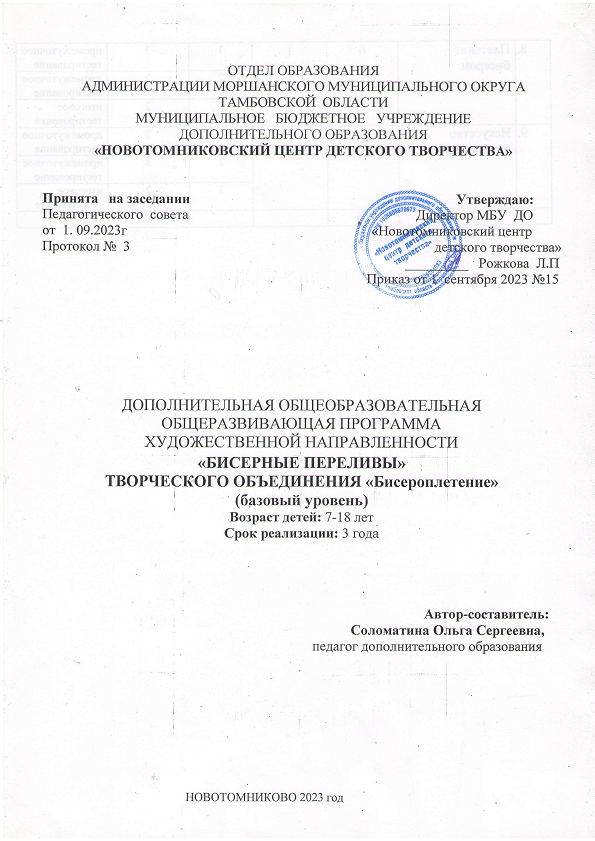 ОТДЕЛ ОБРАЗОВАНИЯ
АДМИНИСТРАЦИИ МОРШАНСКОГО МУНИЦИПАЛЬНОГО ОКРУГА
ТАМБОВСКОЙ ОБЛАСТИ
МУНИЦИПАЛЬНОЕ БЮДЖЕТНОЕ УЧРЕЖДЕНИЕ
ДОПОЛНИТЕЛЬНОГО ОБРАЗОВАНИЯ
«НОВОТОМНИКОВСКИЙ ЦЕНТР ДЕТСКОГО ТВОРЧЕСТВА»
Принята на заседании
Педагогического совета
от 1. 09.2023г
Протокол № 3
Утверждаю:
Директор МБУ ДО
«Новотомниковский центр
детского творчества»
Рожкова Л.П
Приказ от 1 сентября 2023 №15
«Новотомниковский
центр детского
творчества»
ДОПОЛНИТЕЛЬНАЯ ОБЩЕОБРАЗОВАТЕЛЬНАЯ
ОБЩЕРАЗВИВАЮЩАЯ ПРОГРАММА
ХУДОЖЕСТВЕННОЙ НАПРАВЛЕННОСТИ
«БИСЕРНЫЕ ПЕРЕЛИВЫ»
ТВОРЧЕСКОГО ОБЪЕДИНЕНИЯ «Бисероплетение»
(базовый уровень)
Возраст детей: 7-18 лет
Срок реализации: 3 года
Автор-составитель:
Соломатина Ольга Сергеевна,
педагог дополнительного образования
НОВОТОМНИКОВО 2023 год